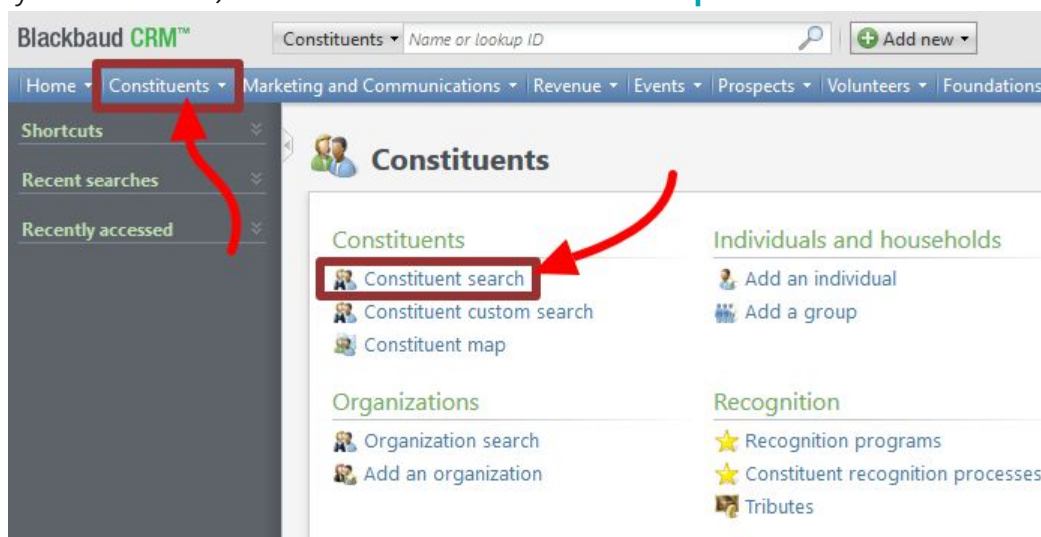 Blackbaud CRM™ Constituents Name or lookup ID Add new
Home Constituents Marketing and Communications Revenue Events Prospects Volunteers Foundations
Shortcuts
Recent searches
Recently accessed
Constituents
Constituents
Constituent search
Constituent custom search
Constituent map
Individuals and households
Add an individual
Add a group
Organizations
Organization search
Add an organization
Recognition
Recognition programs
Constituent recognition processes
Tributes